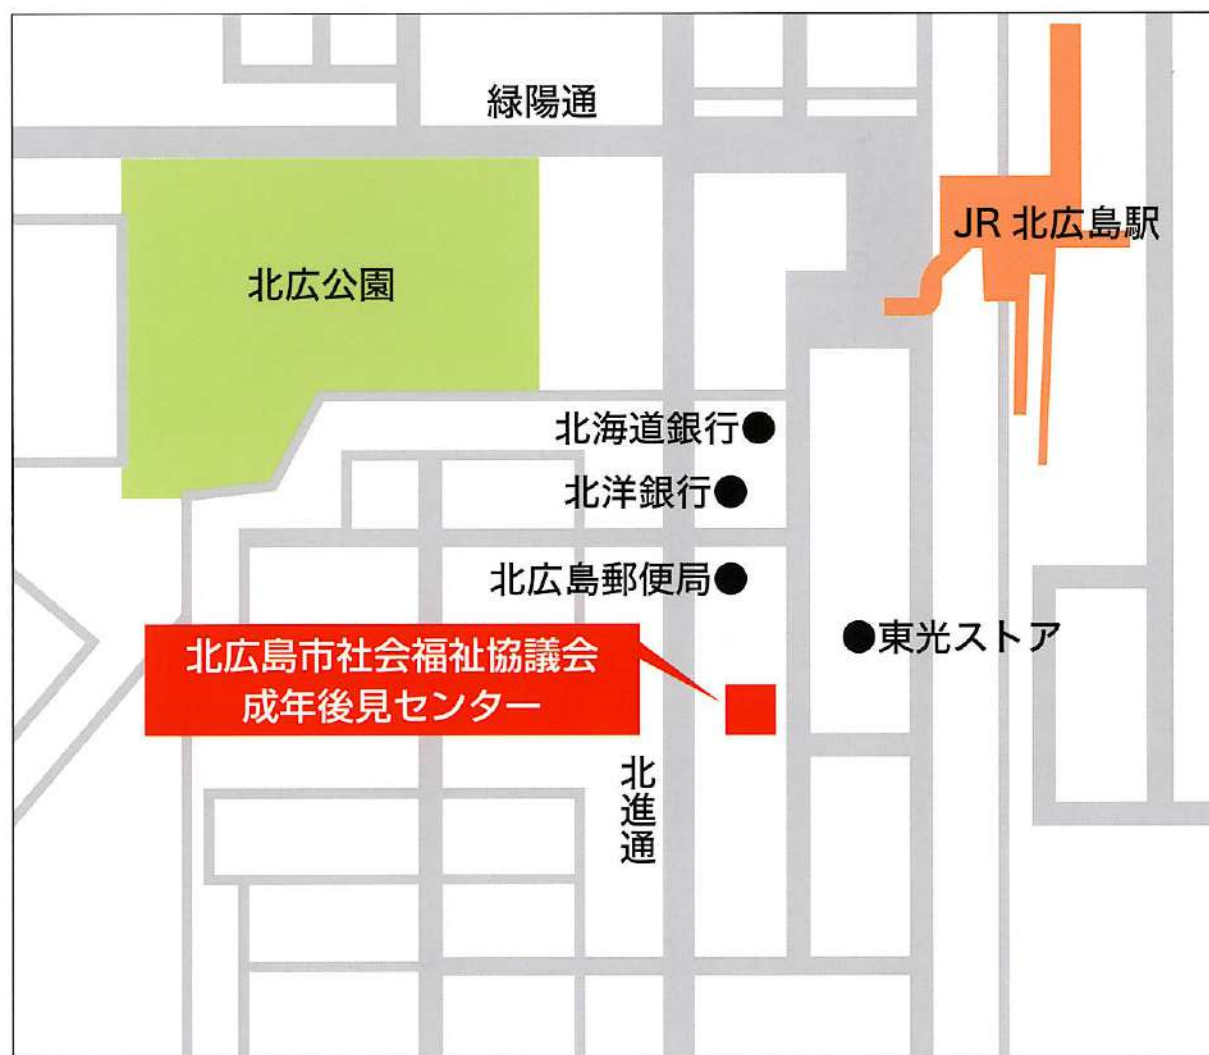 緑陽通
JR 北広島駅
北広公園
北海道銀行
北洋銀行
北広島郵便局
東光ストア
北広島市社会福祉協議会
成年後見センター
北進通